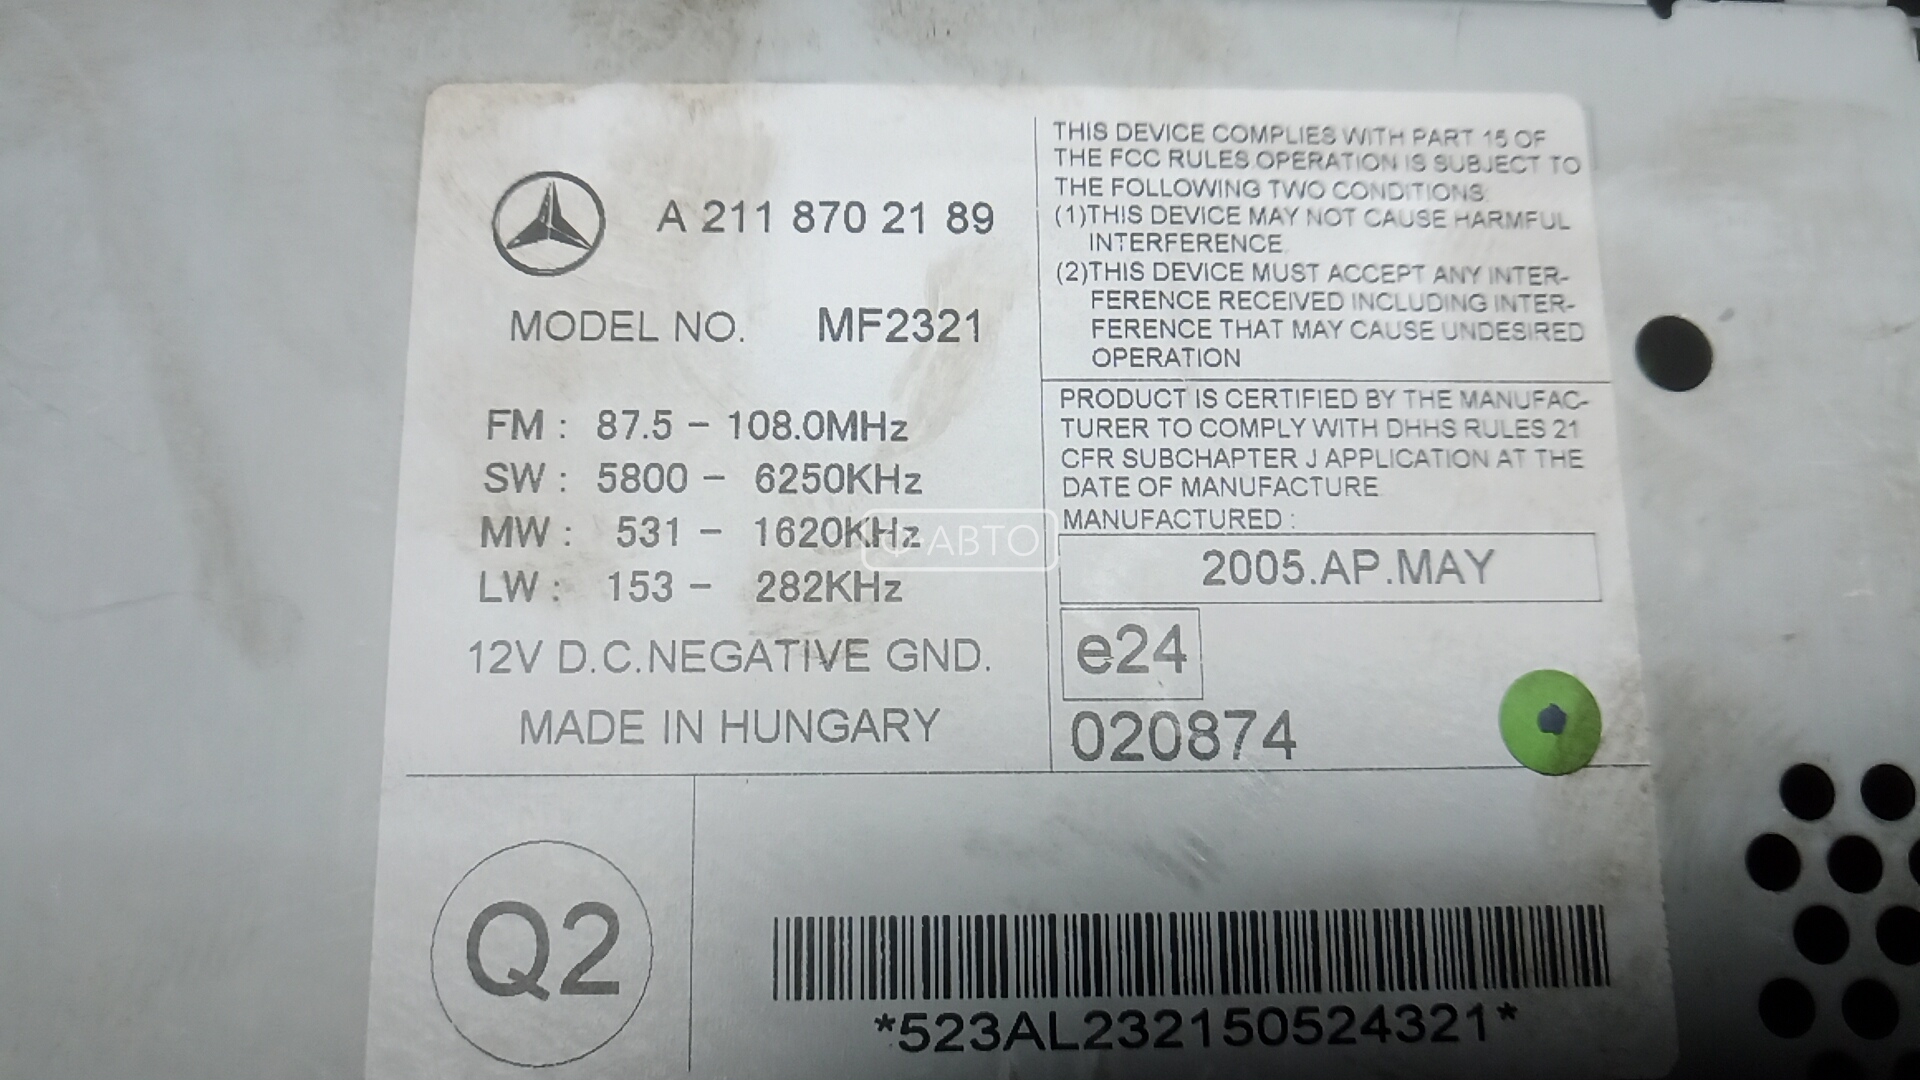 A 211 870 21 89
MODEL NO. MF2321
FM : 87.5 – 108.0MHz
SW : 5800 – 6250KHz
MW : 531 – 1620KHz
LW : 153 – 282KHz
12V D.C.NEGATIVE GND.
MADE IN HUNGARY
THIS DEVICE COMPLIES WITH PART 15 OF
THE FCC RULES OPERATION IS SUBJECT TO
THE FOLLOWING TWO CONDITIONS:
(1)THIS DEVICE MAY NOT CAUSE HARMFUL
INTERFERENCE.
(2)THIS DEVICE MUST ACCEPT ANY INTER-
FERENCE RECEIVED INCLUDING INTER-
FERENCE THAT MAY CAUSE UNDESIRED
OPERATION
PRODUCT IS CERTIFIED BY THE MANUFAC-
TURER TO COMPLY WITH DHHS RULES 21
CFR SUBCHAPTER J APPLICATION AT THE
DATE OF MANUFACTURE.
MANUFACTURED :
2005.AP.MAY
e24
020874
АВТО
Q2
*523AL232150524321*